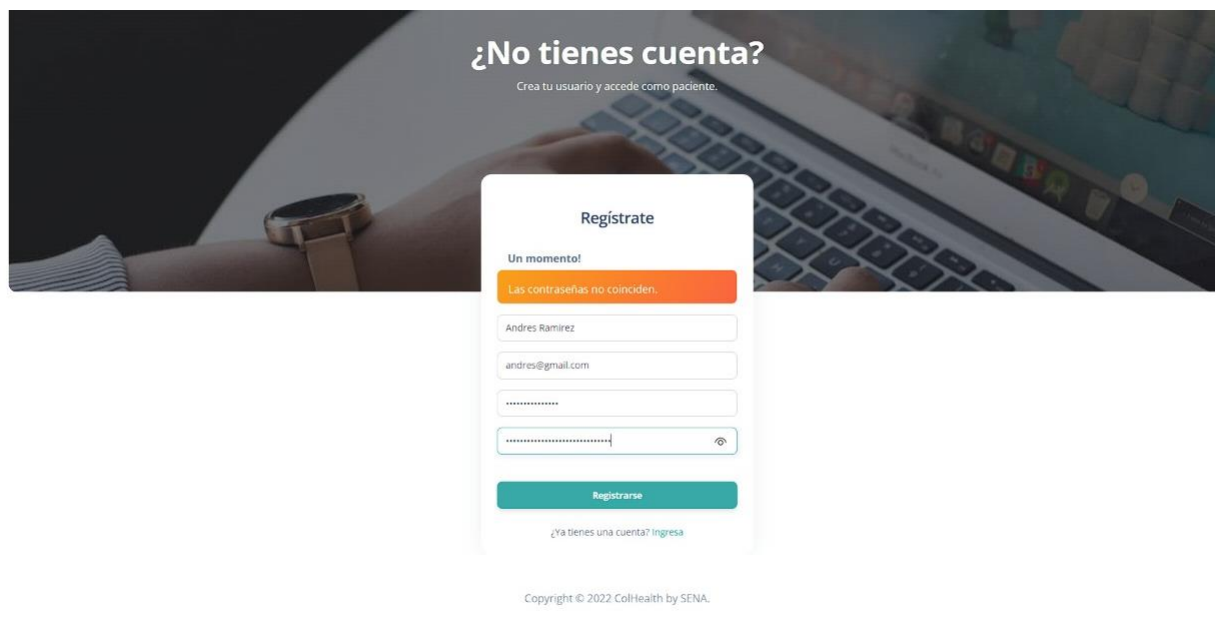 ¿No tienes cuenta?
Crea tu usuario y accede como paciente.
Regístrate
Un momento!
Las contraseñas no coinciden.
Andres Ramirez
andres@gmail.com
Registrarse
¿Ya tienes una cuenta? Ingresa
Copyright © 2022 ColHealth by SENA.